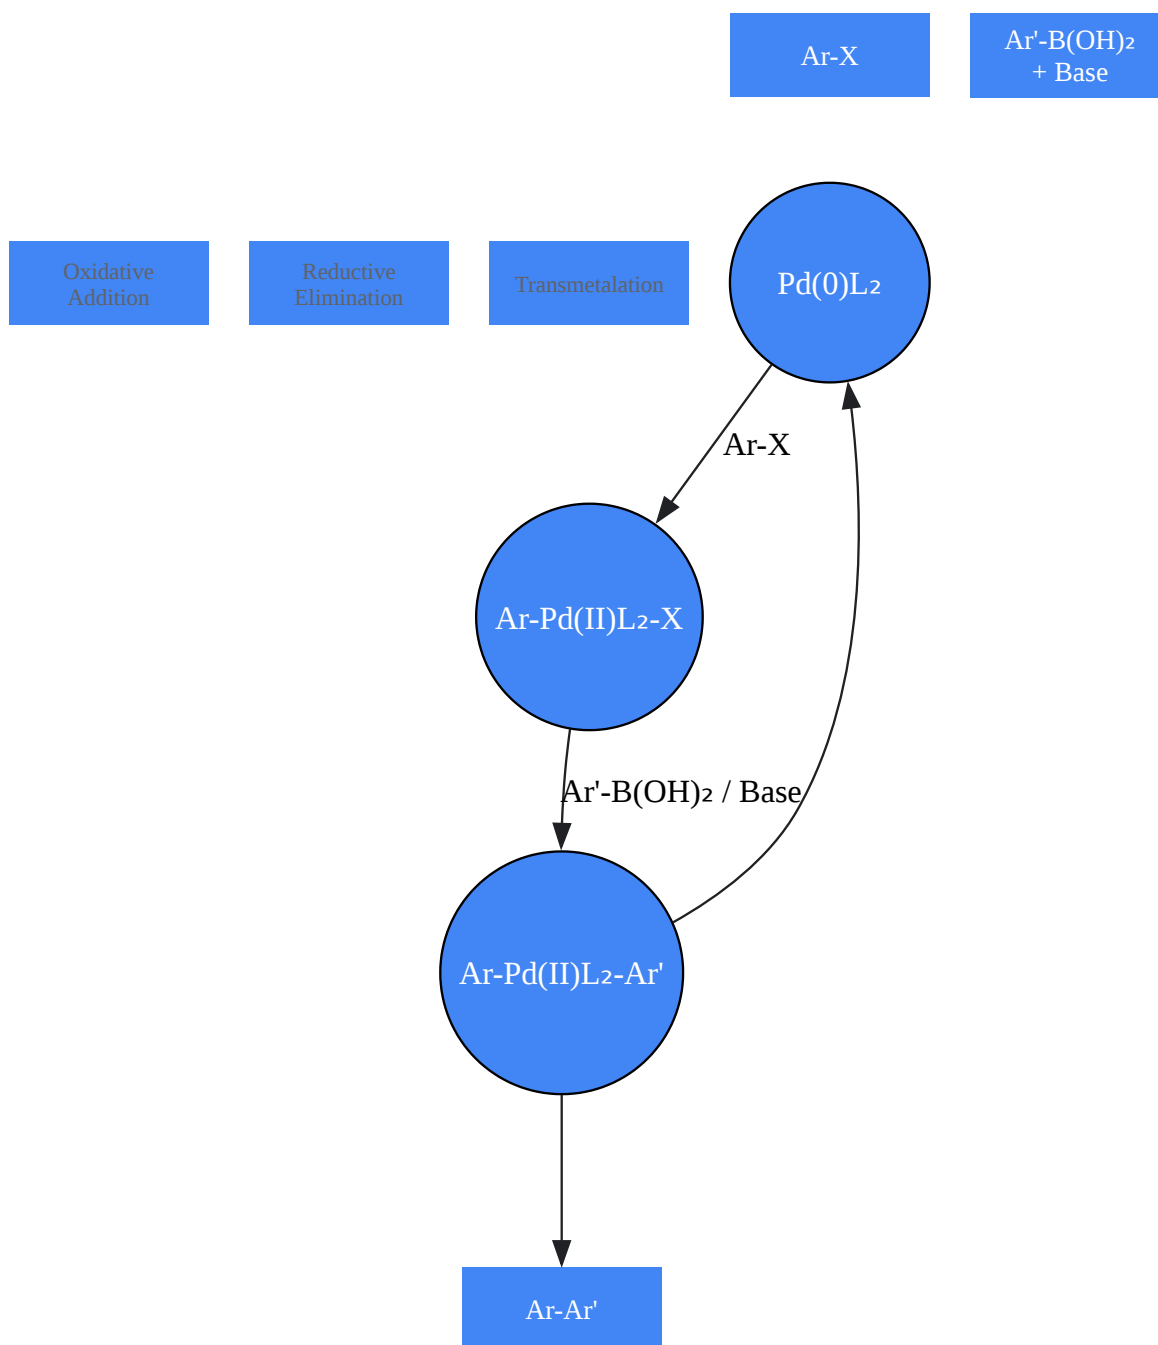 Ar-X
Ar'-B(OH)₂
+ Base
Oxidative
Addition
Reductive
Elimination
Transmetalation
Pd(0)L₂
Ar-X
Ar-Pd(II)L₂-X
Ar'-B(OH)₂ / Base
Ar-Pd(II)L₂-Ar'
Ar-Ar'